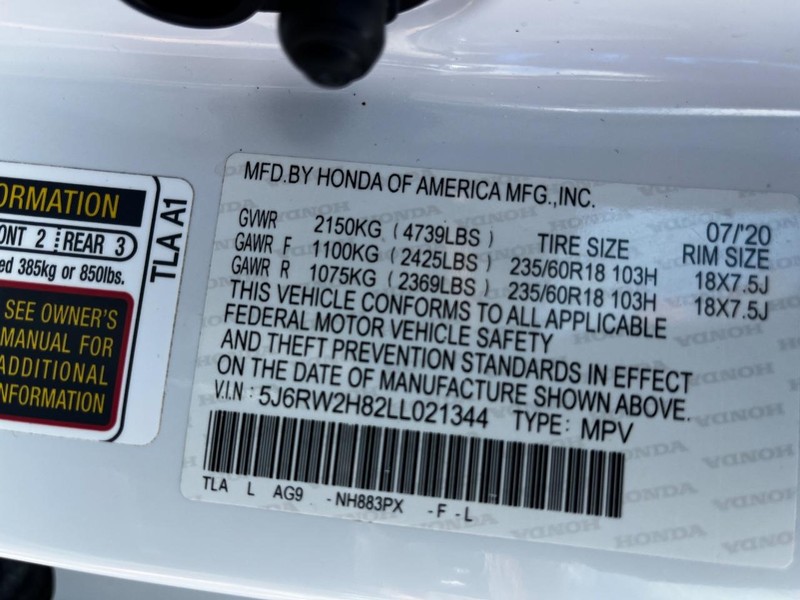 ORMATION
ONT 2 REAR 3
ed 385kg or 850lbs.
SEE OWNER'S
MANUAL FOR
ADDITIONAL
INFORMATION
TLA A1
MFD.BY HONDA OF AMERICA MFG.,INC.
07/'20
GVWR 2150KG (4739LBS) TIRE SIZE RIM SIZE
GAWR F 1100KG (2425LBS) 235/60R18 103H 18X7.5J
GAWR R 1075KG (2369LBS) 235/60R18 103H 18X7.5J
THIS VEHICLE CONFORMS TO ALL APPLICABLE
FEDERAL MOTOR VEHICLE SAFETY
AND THEFT PREVENTION STANDARDS IN EFFECT
ON THE DATE OF MANUFACTURE SHOWN ABOVE.
V.I.N: 5J6RW2H82LL021344 TYPE: MPV
TLA L AG9 -NH883PX -F-L